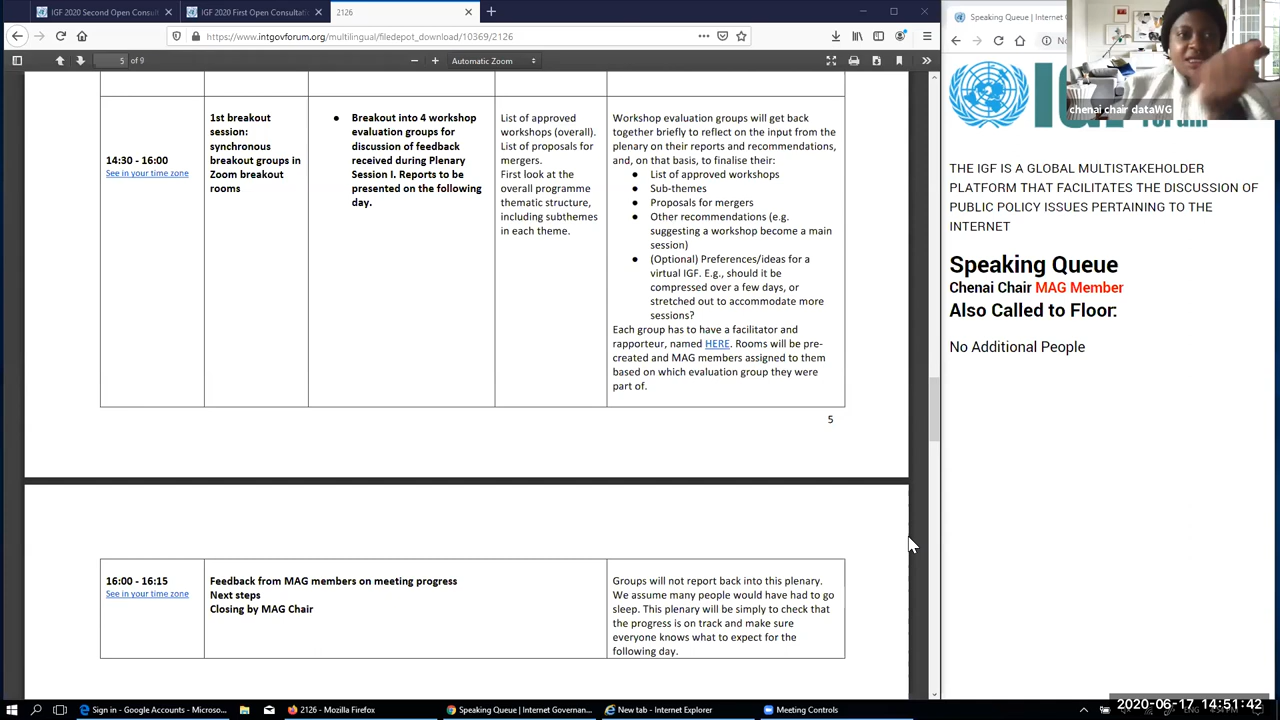 IGF 2020 Second Open Consult
IGF 2020 First Open Consultati
2126
https://www.intgovforum.org/multilingual/filedepot_download/10369/2126
5 of 9
Automatic Zoom
14:30 - 16:00
See in your time zone
1st breakout
session:
synchronous
breakout groups in
Zoom breakout
rooms
● Breakout into 4 workshop
evaluation groups for
discussion of feedback
received during Plenary
Session I. Reports to be
presented on the following
day.
List of approved
workshops (overall).
List of proposals for
mergers.
First look at the
overall programme
thematic structure,
including subthemes
in each theme.
Workshop evaluation groups will get back
together briefly to reflect on the input from the
plenary on their reports and recommendations,
and, on that basis, to finalise their:
● List of approved workshops
● Sub-themes
● Proposals for mergers
● Other recommendations (e.g.
suggesting a workshop become a main
session)
● (Optional) Preferences/ideas for a
virtual IGF. E.g., should it be
compressed over a few days, or
stretched out to accommodate more
sessions?
Each group has to have a facilitator and
rapporteur, named HERE. Rooms will be pre-
created and MAG members assigned to them
based on which evaluation group they were
part of.
5
16:00 - 16:15
See in your time zone
Feedback from MAG members on meeting progress
Next steps
Closing by MAG Chair
Groups will not report back into this plenary.
We assume many people would have had to go
sleep. This plenary will be simply to check that
the progress is on track and make sure
everyone knows what to expect for the
following day.
Speaking Queue | Internet G
No
chenai chair dataWG
THE IGF IS A GLOBAL MULTISTAKEHOLDER
PLATFORM THAT FACILITATES THE DISCUSSION OF
PUBLIC POLICY ISSUES PERTAINING TO THE
INTERNET
Speaking Queue
Chenai Chair MAG Member
Also Called to Floor:
No Additional People
Sign in - Google Accounts - Microso...
2126 - Mozilla Firefox
Speaking Queue | Internet Governan...
New tab - Internet Explorer
Meeting Controls
2020-06-17 14:51:42